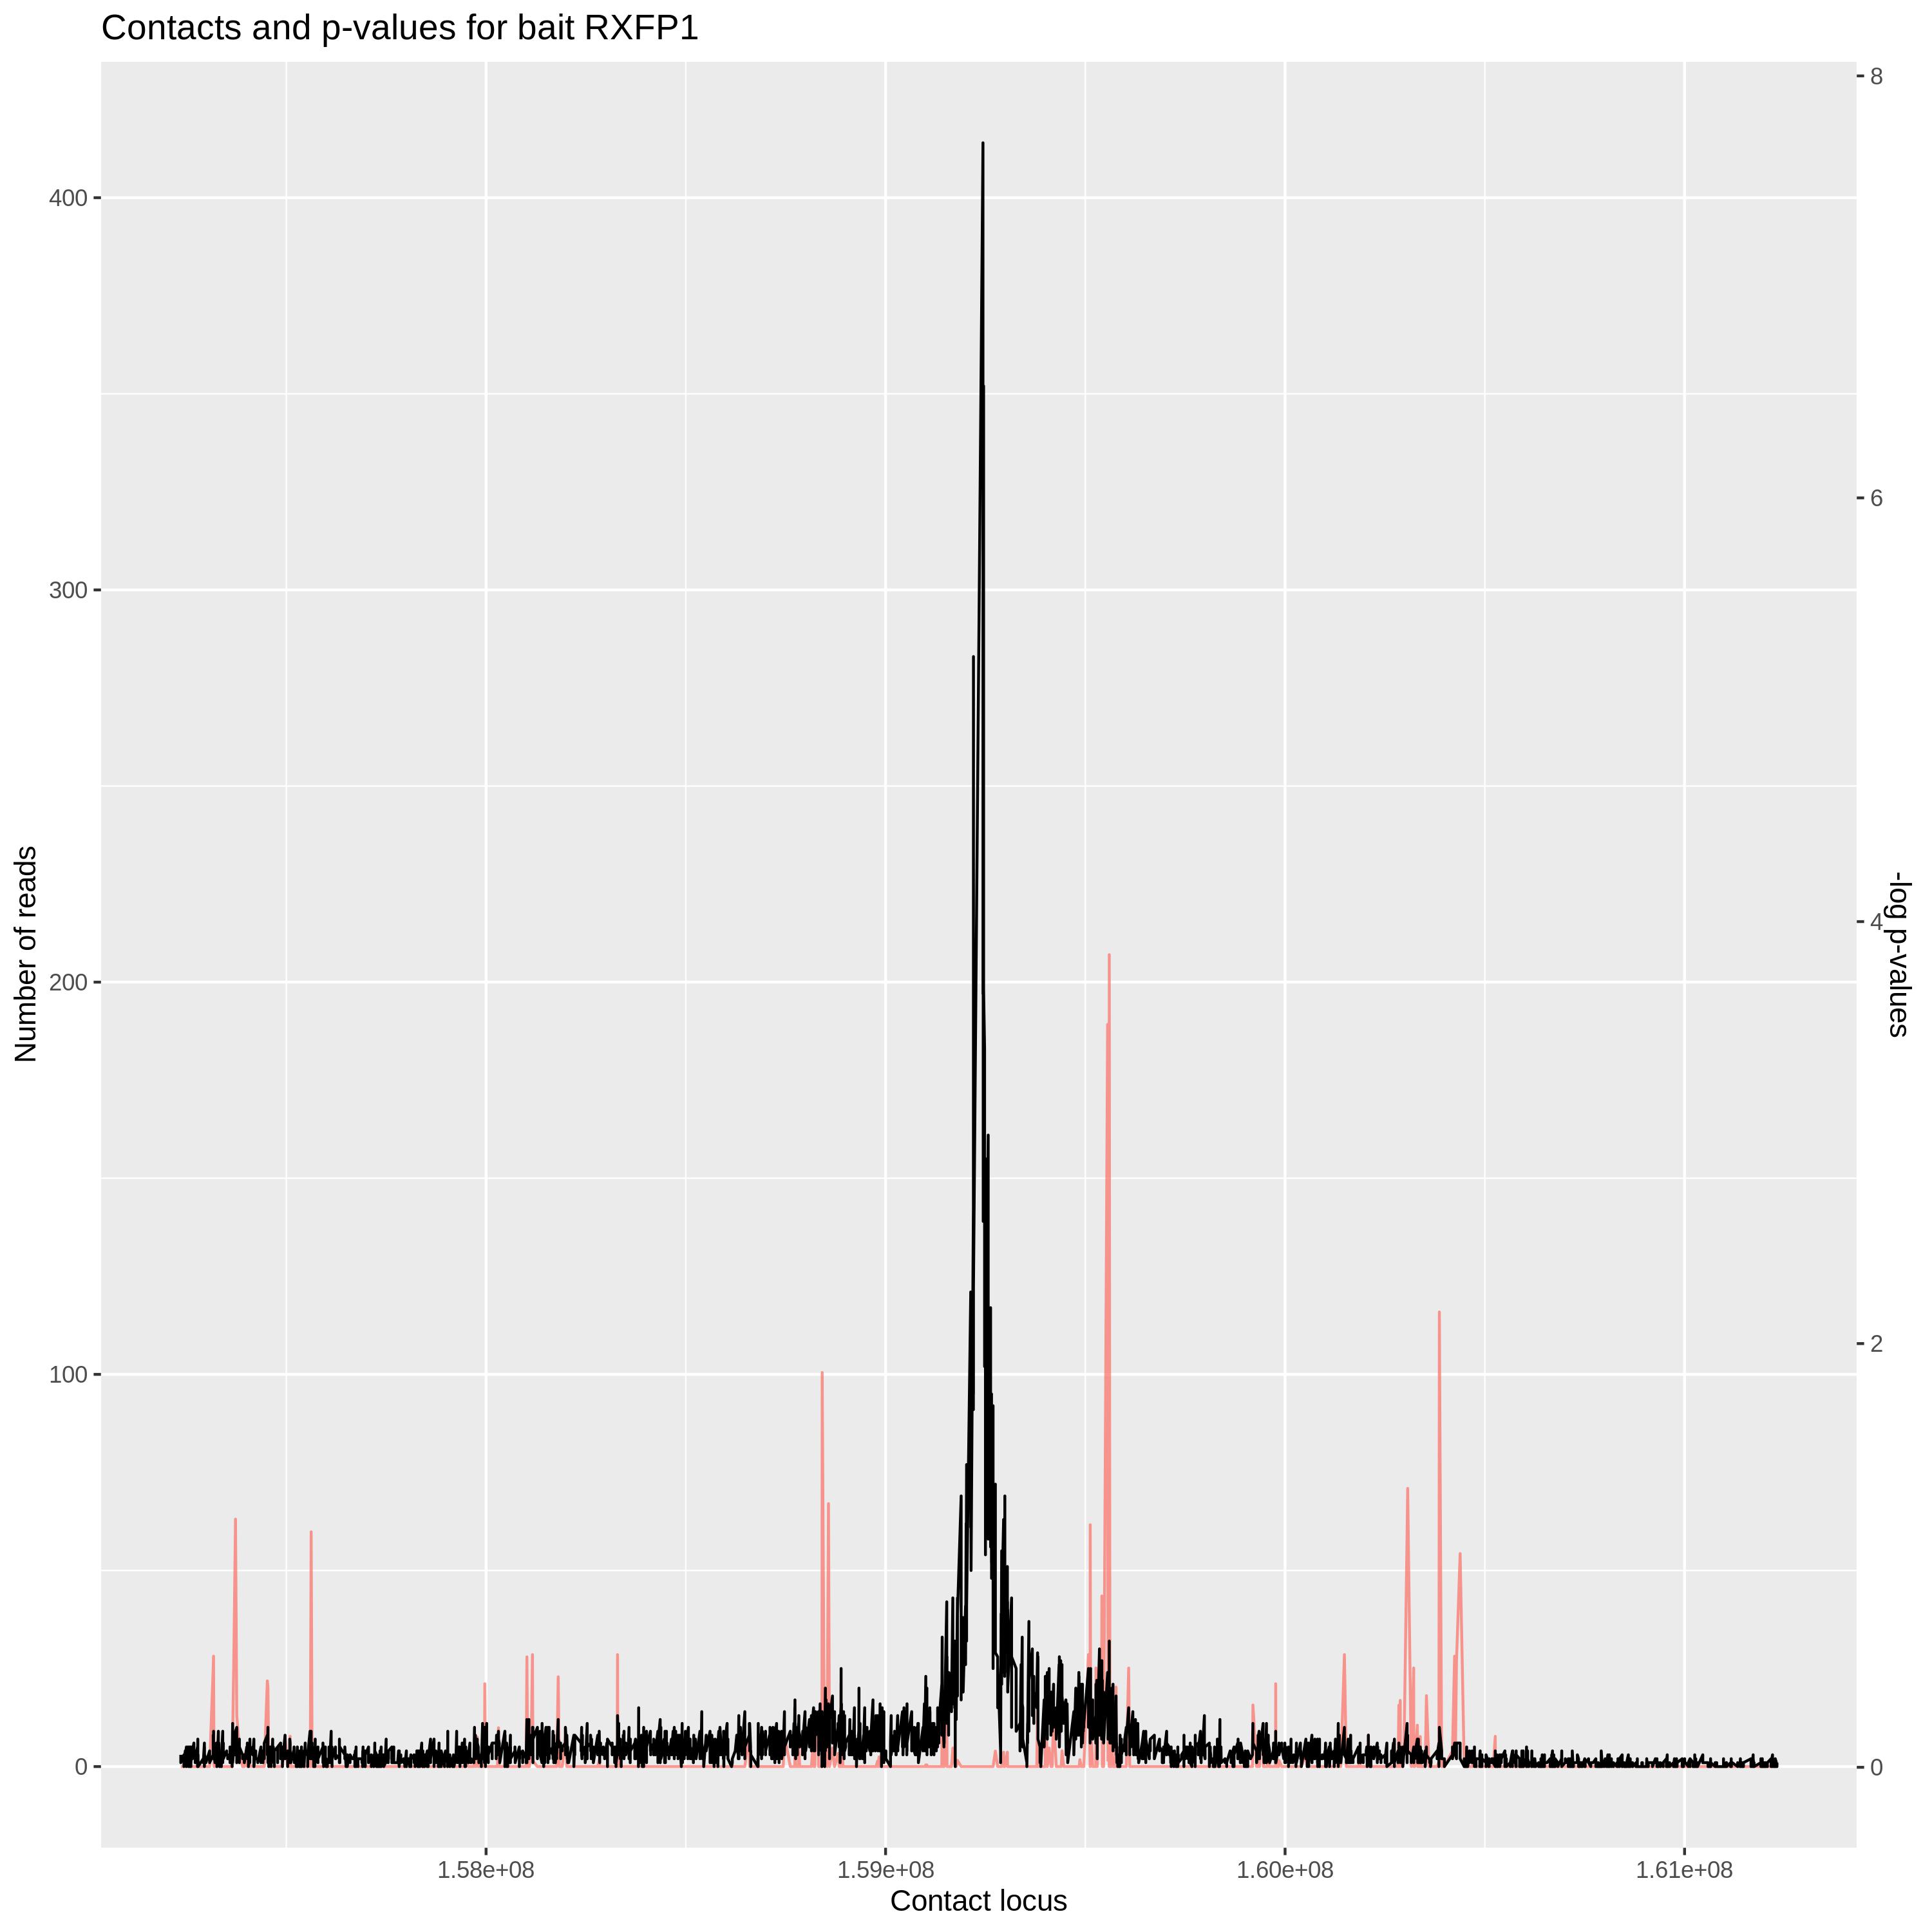 Contacts and p-values for bait RXFP1
8
400
6
300
4
200
2
100
0
0
Number of reads
-log p-values
1.58e+08 1.59e+08 1.60e+08 1.61e+08
Contact locus